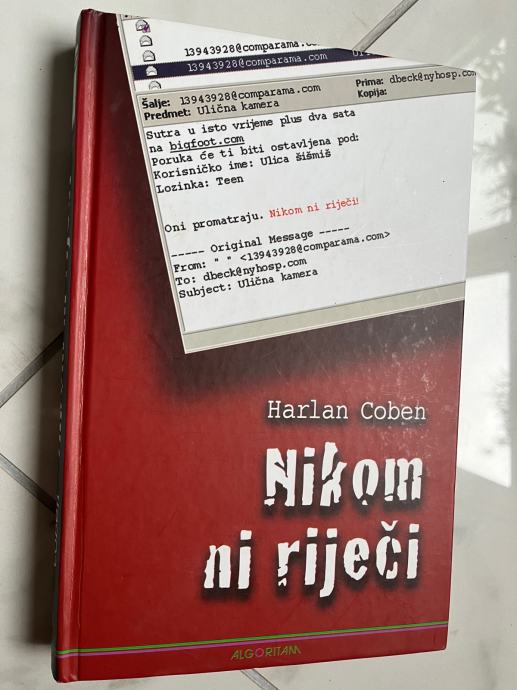 13943928@comparama.com
13943928@comparama.com
Šalje: 13943928@comparama.com
Prima: dbeck@nyhosp.com
Predmet: Ulična kamera
Kopija:
Sutra u isto vrijeme plus dva sata
na bigfoot.com
Poruka će ti biti ostavljena pod:
Korisničko ime: Ulica šišmiš
Lozinka: Teen
Oni promatraju. Nikom ni riječi!
----- Original Message -----
From: " " <13943928@comparama.com>
To: dbeck@nyhosp.com
Subject: Ulična kamera
Harlan Coben
Nikom
ni riječi
ALGORITAM